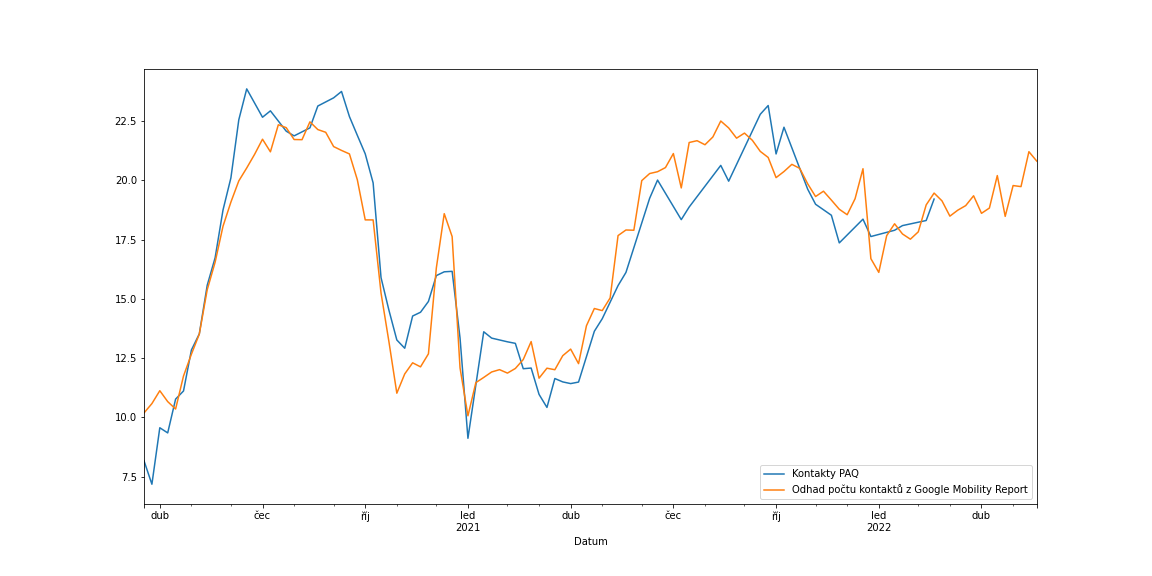 22.5
20.0
17.5
15.0
12.5
10.0
7.5
dub čec říj led dub čec říj led dub
2021 2022
Datum
Kontakty PAQ
Odhad počtu kontaktů z Google Mobility Report